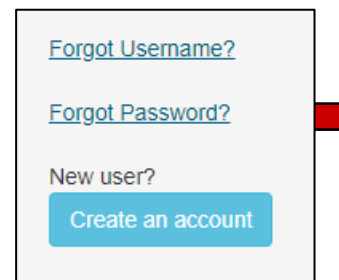 Forgot Username?
Forgot Password?
New user?
Create an account